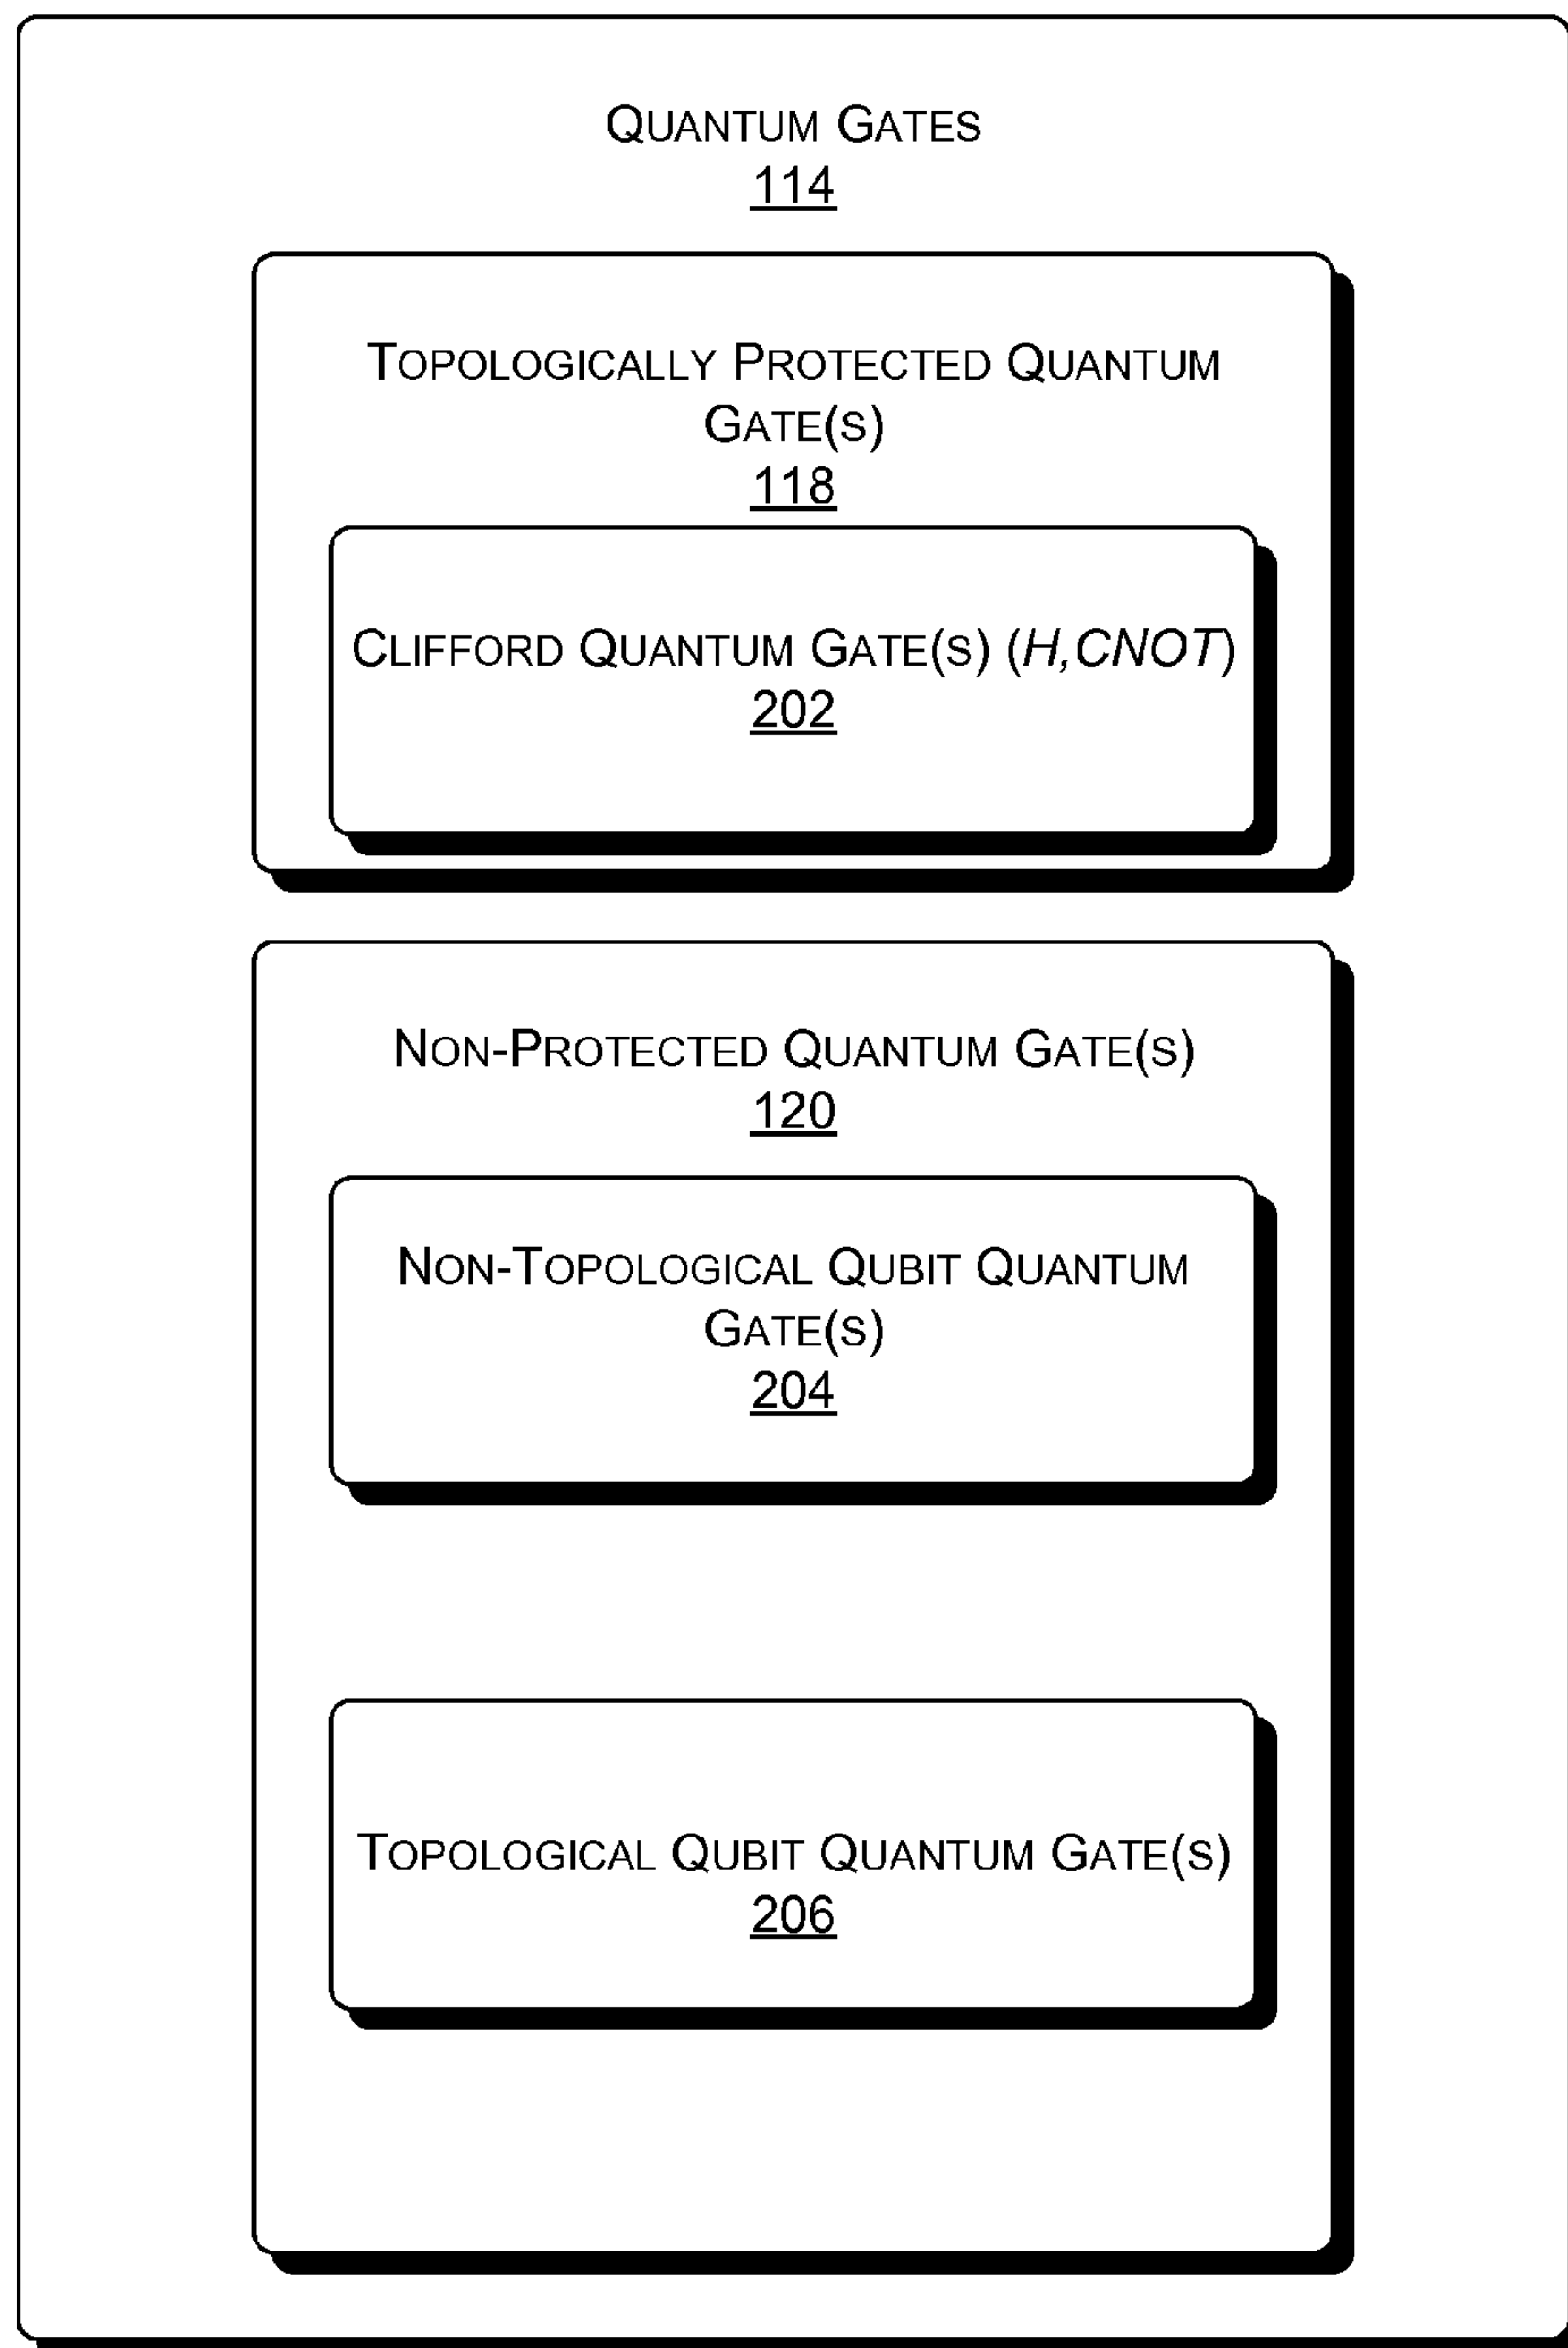 QUANTUM GATES
114
TOPOLOGICALLY PROTECTED QUANTUM
GATE(S)
118
CLIFFORD QUANTUM GATE(S) (H,CNOT)
202
NON-PROTECTED QUANTUM GATE(S)
120
NON-TOPOLOGICAL QUBIT QUANTUM
GATE(S)
204
TOPOLOGICAL QUBIT QUANTUM GATE(S)
206